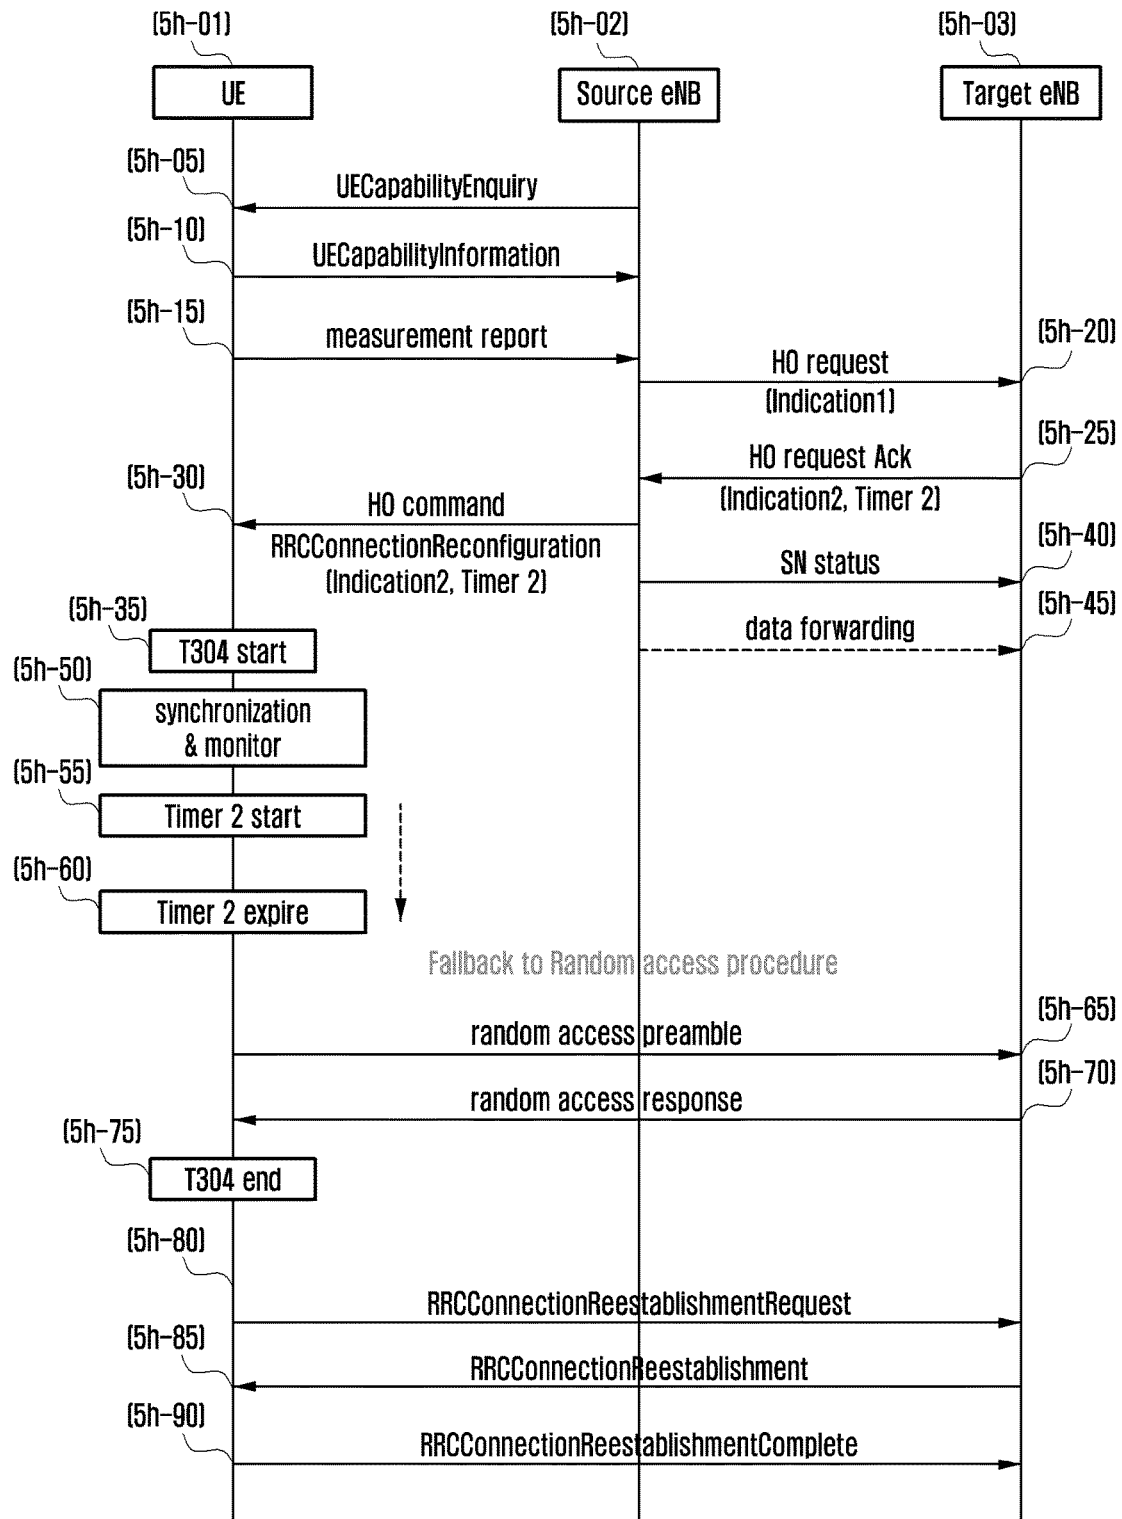 (5h-01)
(5h-02)
(5h-03)
UE
Source eNB
Target eNB
(5h-05)
UECapabilityEnquiry
(5h-10)
UECapabilityInformation
(5h-15)
measurement report
(5h-20)
HO request
(Indication1)
(5h-25)
HO request Ack
(Indication2, Timer 2)
(5h-30)
HO command
RRCConnectionReconfiguration
(Indication2, Timer 2)
(5h-40)
SN status
(5h-45)
data forwarding
(5h-35)
T304 start
(5h-50)
synchronization
& monitor
(5h-55)
Timer 2 start
(5h-60)
Timer 2 expire
Fallback to Random access procedure
(5h-65)
random access preamble
(5h-70)
random access response
(5h-75)
T304 end
(5h-80)
RRCConnectionReestablishmentRequest
(5h-85)
RRCConnectionReestablishment
(5h-90)
RRCConnectionReestablishmentComplete